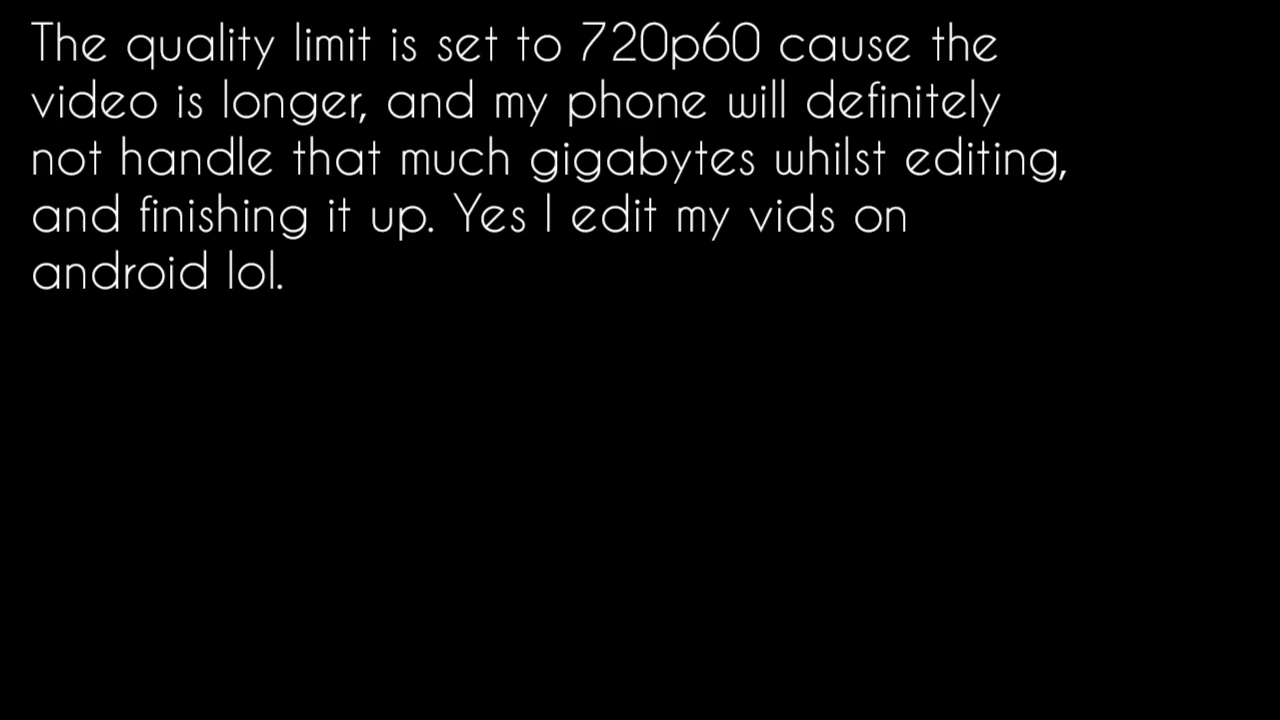 The quality limit is set to 720p60 cause the
video is longer, and my phone will definitely
not handle that much gigabytes whilst editing,
and finishing it up. Yes I edit my vids on
android lol.